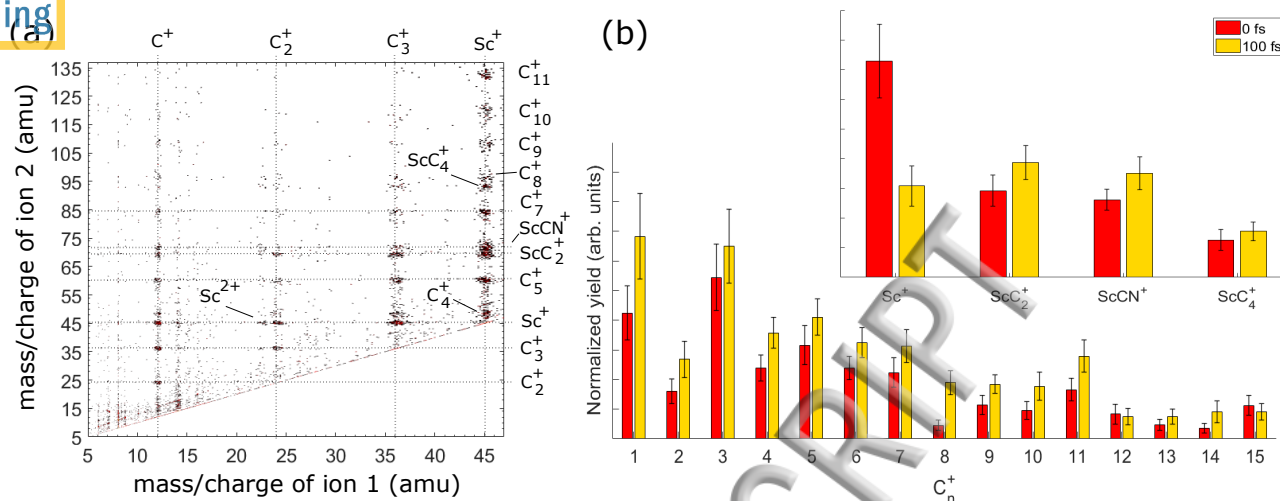 ing
(a)
C⁺
C₂⁺
C₃⁺
Sc⁺
mass/charge of ion 2 (amu)
135
125
115
105
95
85
75
65
55
45
35
25
15
5
C₁₁⁺
C₁₀⁺
C₉⁺
ScC₄⁺
C₈⁺
C₇⁺
ScCN⁺
ScC₂⁺
C₅⁺
Sc²⁺
C₄⁺
Sc⁺
C₃⁺
C₂⁺
5 10 15 20 25 30 35 40 45
mass/charge of ion 1 (amu)
(b)
0 fs
100 fs
Sc⁺ ScC₂⁺ ScCN⁺ ScC₄⁺
Normalized yield (arb. units)
1 2 3 4 5 6 7 8 9 10 11 12 13 14 15
Cₙ⁺
CRIPT